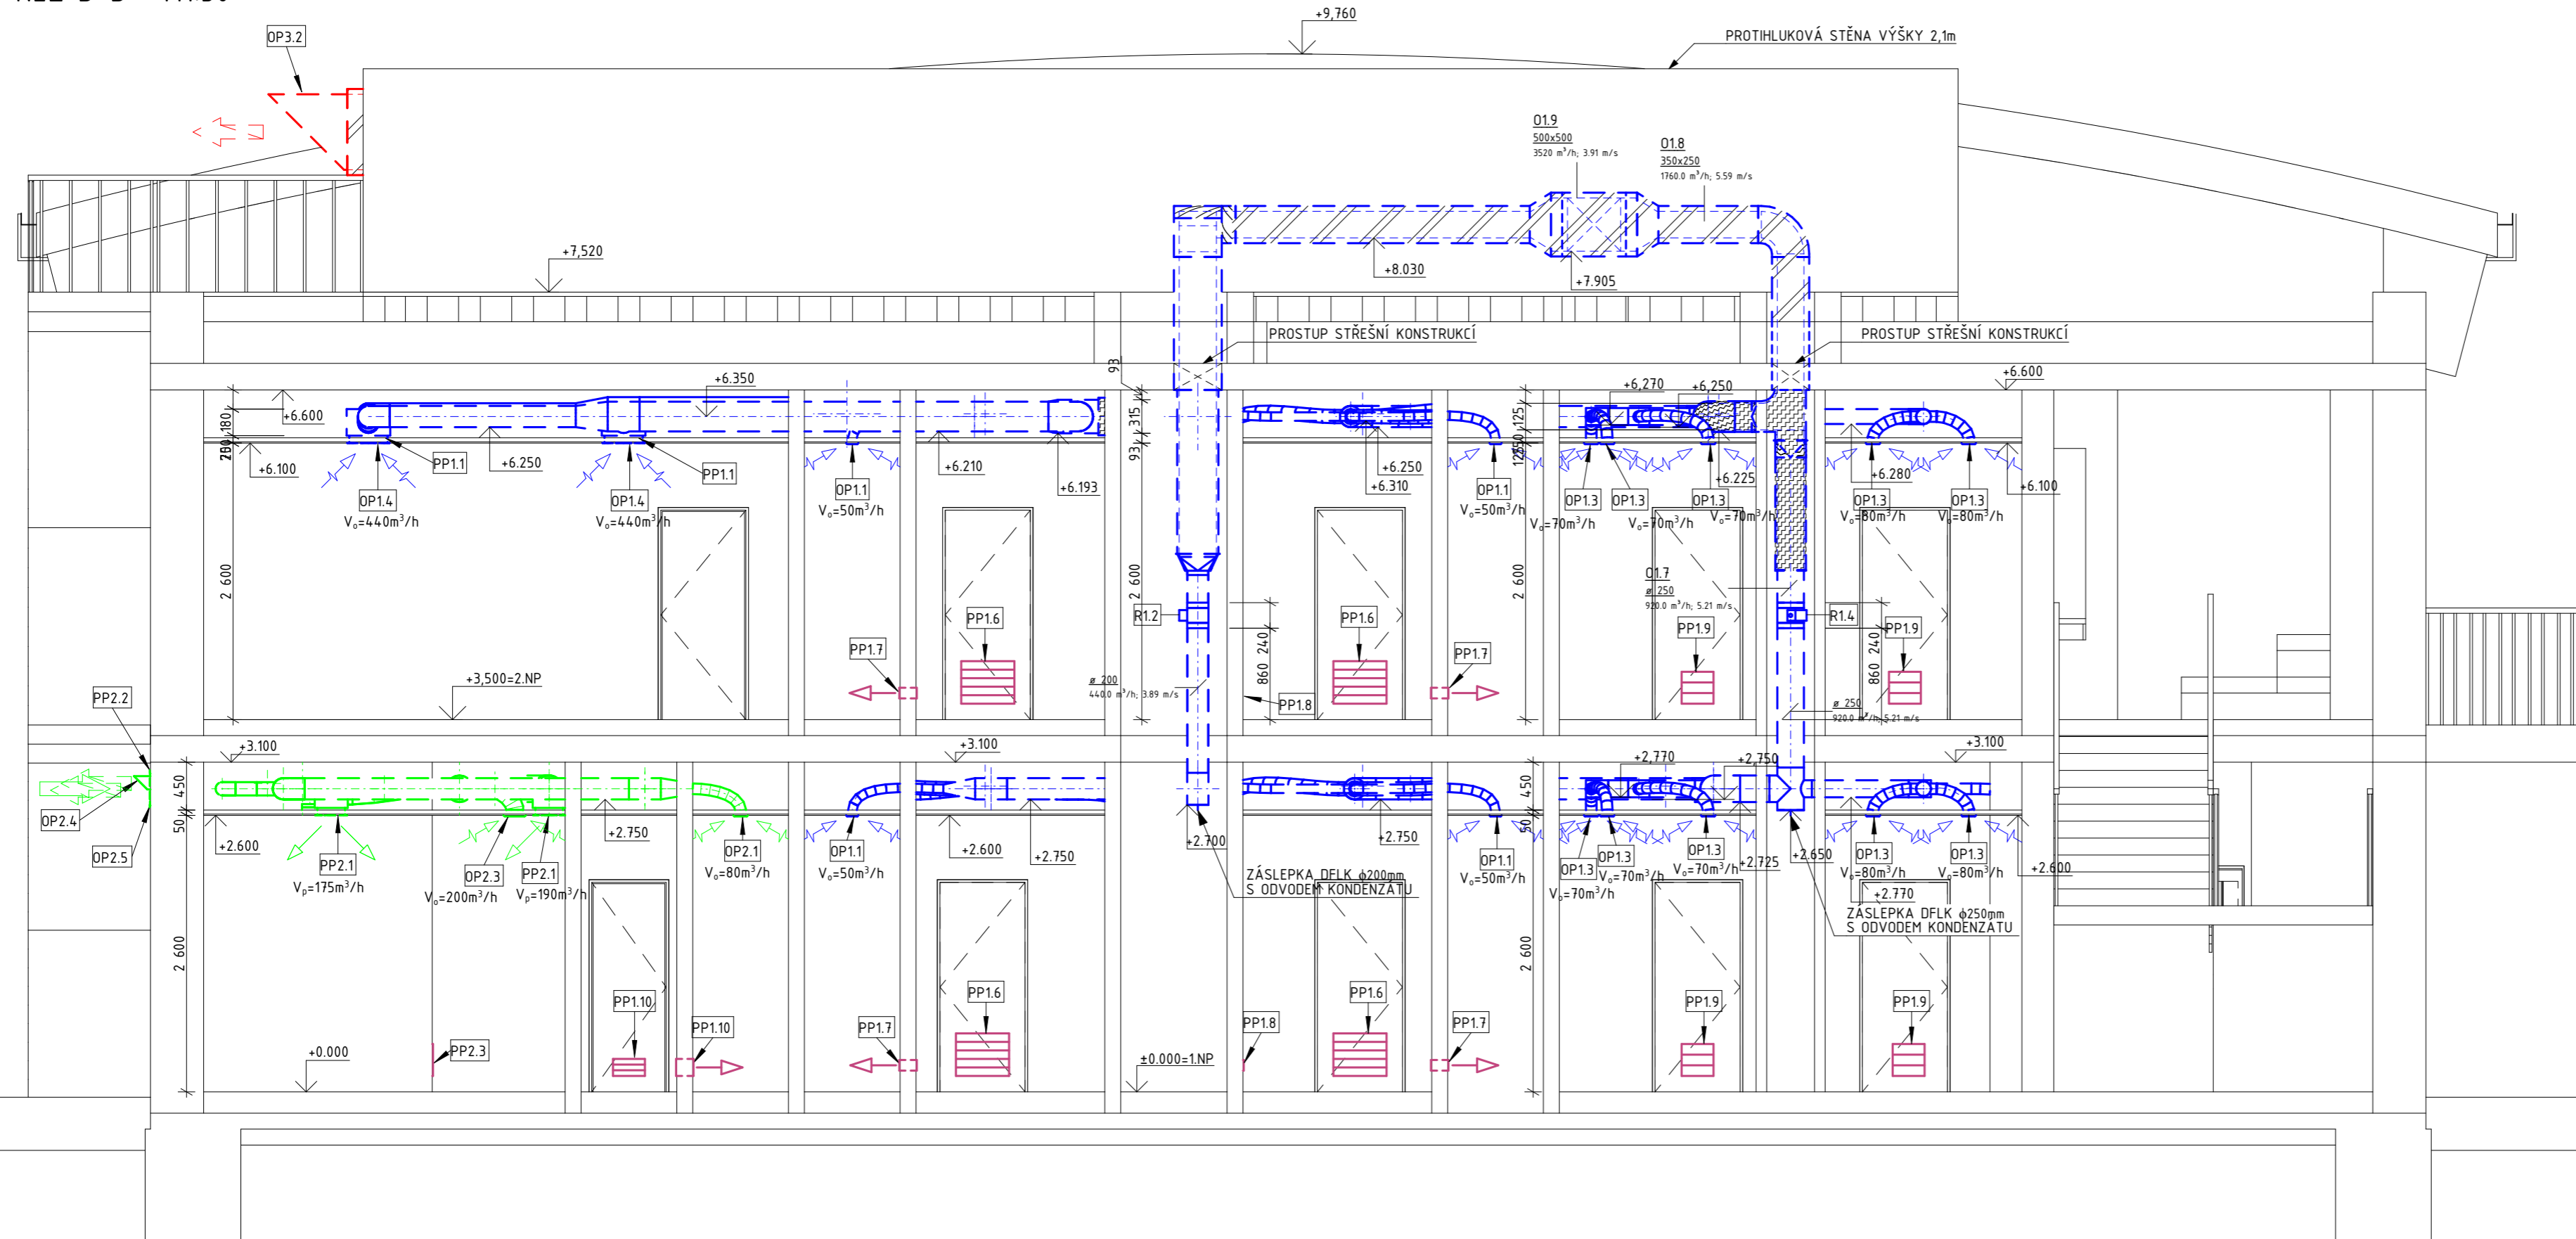 +9,760
PROTIHLUKOVÁ STĚNA VÝŠKY 2,1m
OP3.2
O1.9
500x500
3520 m³/h; 3.91 m/s
O1.8
350x250
1760.0 m³/h; 5.59 m/s
+7,520
+8.030
+7.905
PROSTUP STŘEŠNÍ KONSTRUKCÍ
PROSTUP STŘEŠNÍ KONSTRUKCÍ
93
+6.350
+6,270
+6,250
+6.600
+6.600
180
315
125
93
+6.100
PP1.1
+6.250
PP1.1
+6.210
+6.193
+6.250
+6.310
+6.225
+6.280
+6.100
OP1.4
V₀=440m³/h
OP1.4
V₀=440m³/h
OP1.1
V₀=50m³/h
OP1.1
V₀=50m³/h
OP1.3
V₀=70m³/h
OP1.3
V₀=70m³/h
OP1.3
V₀=70m³/h
OP1.3
V₀=80m³/h
OP1.3
V₀=80m³/h
2 600
2 600
2 600
O1.7
ø 250
920.0 m³/h; 5.21 m/s
R1.2
R1.4
PP1.6
PP1.6
PP1.9
PP1.9
860 240
860 240
PP1.7
PP1.7
+3,500=2.NP
ø 200
440.0 m³/h; 3.89 m/s
PP1.8
ø 250
920.0 m³/h; 5.21 m/s
PP2.2
+3.100
+3.100
+3.100
450
450
+2,770
+2,750
OP2.4
50
50
+2.600
+2.750
+2.600
+2.750
+2.700
+2.750
+2.725
+2.650
+2.600
OP2.5
PP2.1
Vₚ=175m³/h
OP2.3
V₀=200m³/h
PP2.1
Vₚ=190m³/h
OP2.1
V₀=80m³/h
OP1.1
V₀=50m³/h
OP1.1
V₀=50m³/h
OP1.3
V₀=70m³/h
OP1.3
V₀=70m³/h
OP1.3
V₀=70m³/h
OP1.3
V₀=80m³/h
OP1.3
V₀=80m³/h
+2.770
ZÁSLEPKA DFLK ϕ200mm
S ODVODEM KONDENZÁTU
ZÁSLEPKA DFLK ϕ250mm
S ODVODEM KONDENZÁTU
2 600
2 600
PP1.10
PP1.6
PP1.6
PP1.9
PP1.9
PP1.10
PP1.7
PP1.8
PP1.7
+0.000
PP2.3
±0.000=1.NP